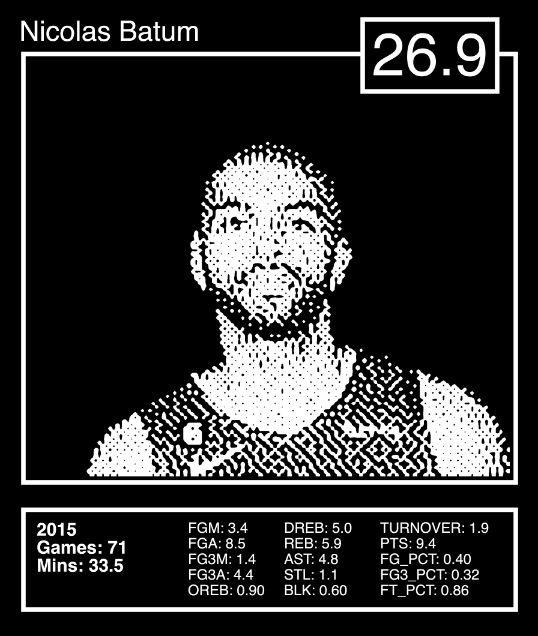 Nicolas Batum
26.9
6
2015
Games: 71
Mins: 33.5
FGM: 3.4
FGA: 8.5
FG3M: 1.4
FG3A: 4.4
OREB: 0.90
DREB: 5.0
REB: 5.9
AST: 4.8
STL: 1.1
BLK: 0.60
TURNOVER: 1.9
PTS: 9.4
FG_PCT: 0.40
FG3_PCT: 0.32
FT_PCT: 0.86